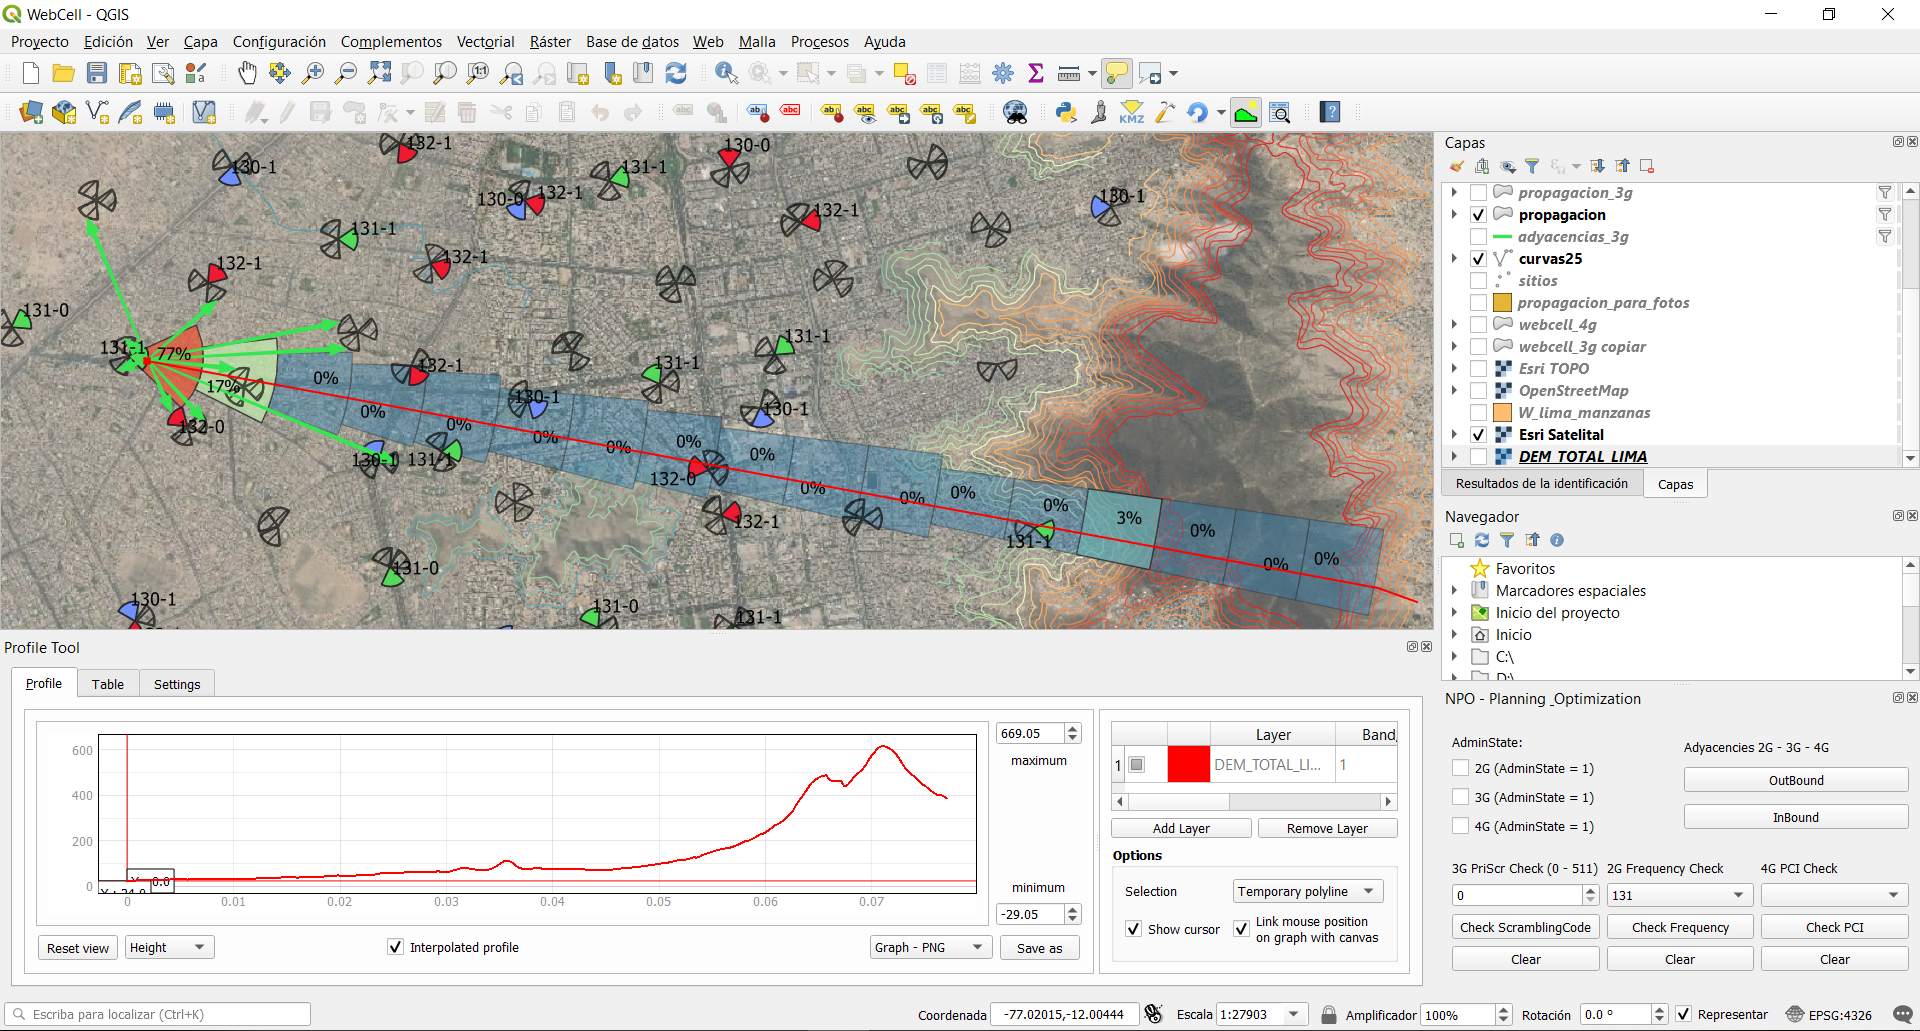 WebCell - QGIS
Proyecto Edición Ver Capa Configuración Complementos Vectorial Ráster Base de datos Web Malla Procesos Ayuda
132-1
130-1
130-0
131-1
130-0
132-1
132-1
130-1
131-1
132-1
132-1
131-0
131-1
77%
17%
0%
132-1
131-1
131-1
130-1
130-1
0%
0%
0%
0%
0%
0%
0%
0%
0%
0%
3%
0%
0%
0%
132-0
130-1
131-1
132-0
132-1
131-1
131-0
130-1
131-0
131-1
Capas
propagacion_3g
propagacion
adyacencias_3g
curvas25
sitios
propagacion_para_fotos
webcell_4g
webcell_3g copiar
Esri TOPO
OpenStreetMap
W_lima_manzanas
Esri Satelital
DEM_TOTAL_LIMA
Resultados de la identificación Capas
Navegador
Favoritos
Marcadores espaciales
Inicio del proyecto
Inicio
C:\
D:\
Profile Tool
Profile Table Settings
600
400
200
0
0 0.01 0.02 0.03 0.04 0.05 0.06 0.07
669.05
maximum
minimum
-29.05
Reset view Height Interpolated profile Graph - PNG Save as
Layer Band
1 DEM_TOTAL_LI... 1
Add Layer Remove Layer
Options
Selection Temporary polyline
Show cursor Link mouse position
on graph with canvas
NPO - Planning _Optimization
AdminState:
2G (AdminState = 1)
3G (AdminState = 1)
4G (AdminState = 1)
Adyacencies 2G - 3G - 4G
OutBound
InBound
3G PriScr Check (0 - 511) 2G Frequency Check 4G PCI Check
0 131
Check ScramblingCode Check Frequency Check PCI
Clear Clear Clear
Escriba para localizar (Ctrl+K) Coordenada -77.02015,-12.00444 Escala 1:27903 Amplificador 100% Rotación 0.0 ° Representar EPSG:4326